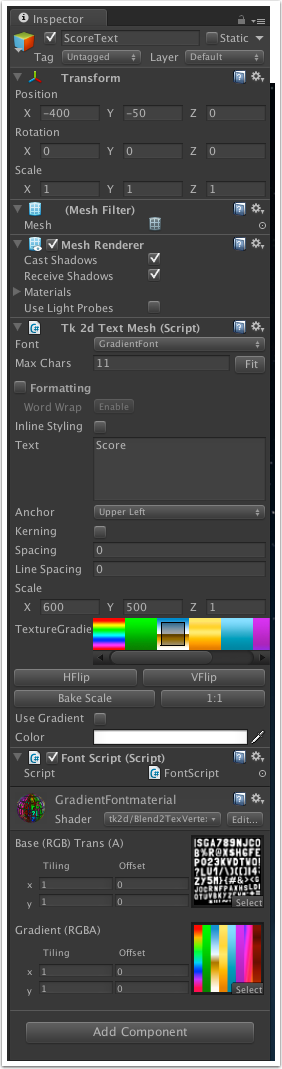 Inspector
ScoreText Static
Tag Untagged Layer Default
Transform
Position
X -400 Y -50 Z 0
Rotation
X 0 Y 0 Z 0
Scale
X 1 Y 1 Z 1
(Mesh Filter)
Mesh
Mesh Renderer
Cast Shadows
Receive Shadows
Materials
Use Light Probes
Tk 2d Text Mesh (Script)
Font GradientFont
Max Chars 11 Fit
Formatting
Word Wrap Enable
Inline Styling
Text Score
Anchor Upper Left
Kerning
Spacing 0
Line Spacing 0
Scale
X 600 Y 500 Z 1
TextureGradie
HFlip VFlip
Bake Scale 1:1
Use Gradient
Color
Font Script (Script)
Script FontScript
GradientFontmaterial
Shader tk2d/Blend2TexVerte Edit...
Base (RGB) Trans (A)
Tiling Offset
x 1 0
y 1 0
Select
Gradient (RGBA)
Tiling Offset
x 1 0
y 1 0
Select
Add Component